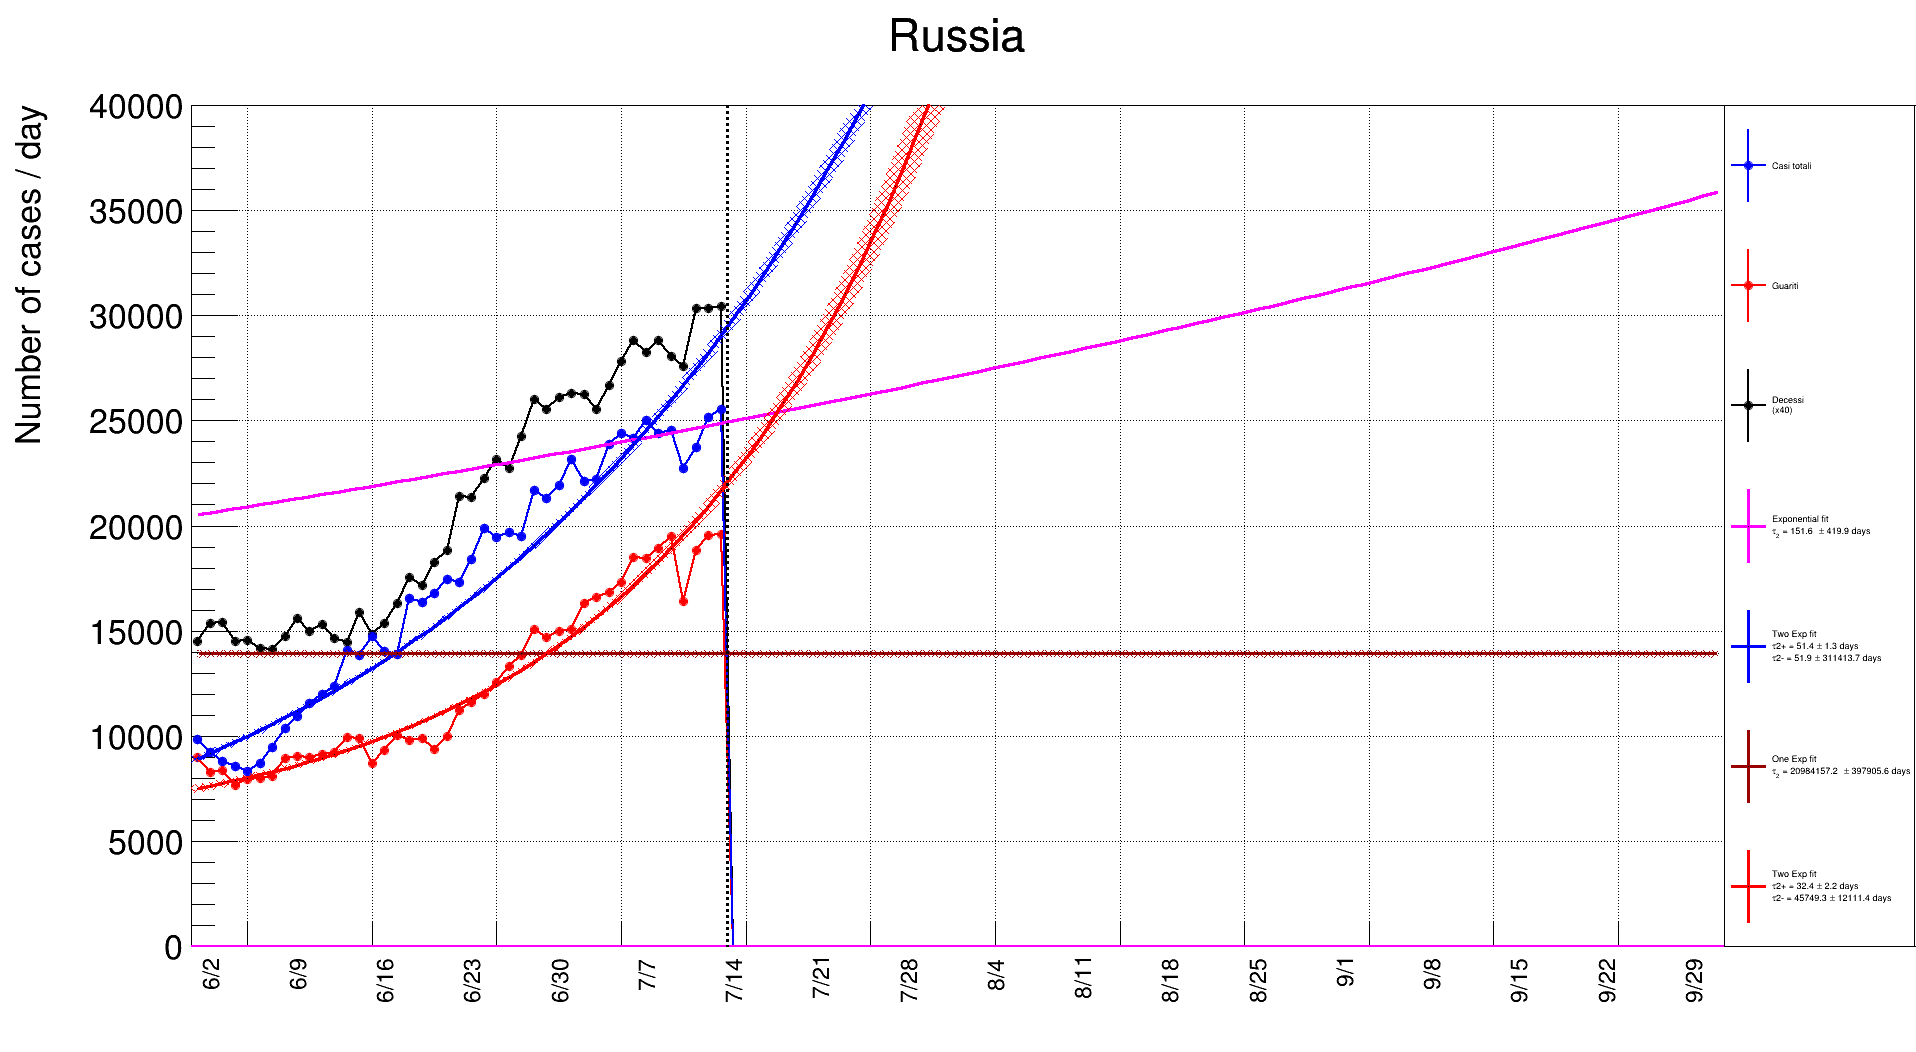 Russia
Number of cases / day
40000
35000
30000
25000
20000
15000
10000
5000
0
6/2
6/9
6/16
6/23
6/30
7/7
7/14
7/21
7/28
8/4
8/11
8/18
8/25
9/1
9/8
9/15
9/22
9/29
Casi totali
Guariti
Decessi
(x40)
Exponential fit
τ2 = 151.6 ± 419.9 days
Two Exp fit
τ2+ = 51.4 ± 1.3 days
τ2- = 51.9 ± 311413.7 days
One Exp fit
τ2 = 20984157.2 ± 397905.6 days
Two Exp fit
τ2+ = 32.4 ± 2.2 days
τ2- = 45749.3 ± 12111.4 days